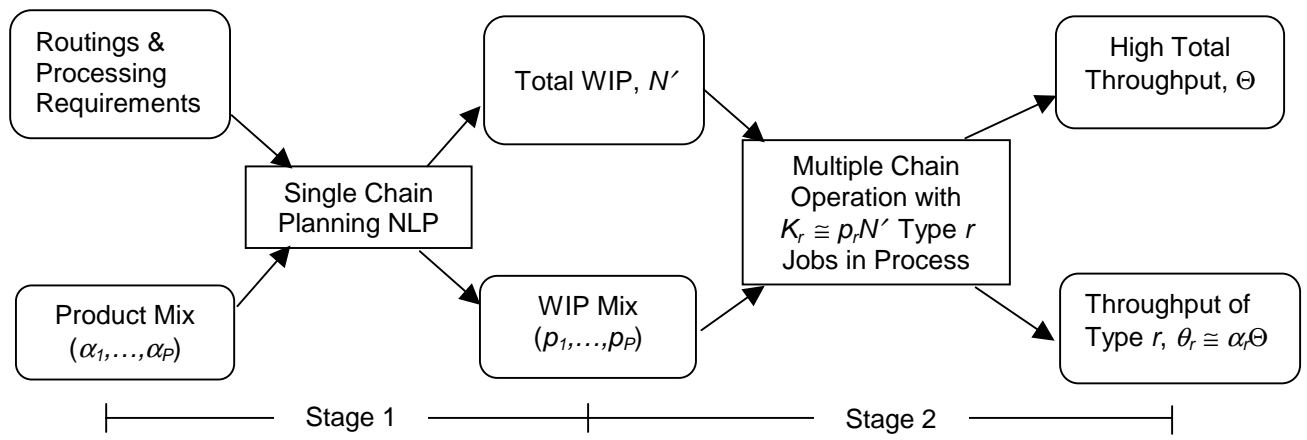 Routings &
Processing
Requirements
Product Mix
(α1,…,αP)
Single Chain
Planning NLP
Total WIP, N′
WIP Mix
(p1,…,pP)
Multiple Chain
Operation with
Kr ≅ prN′ Type r
Jobs in Process
High Total
Throughput, Θ
Throughput of
Type r, θr ≅ αrΘ
Stage 1
Stage 2